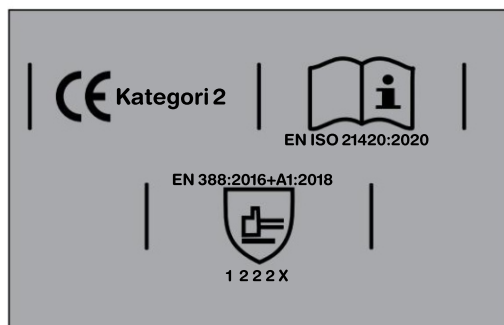 CE Kategori 2
i
EN ISO 21420:2020
EN 388:2016+A1:2018
1 2 2 2 X